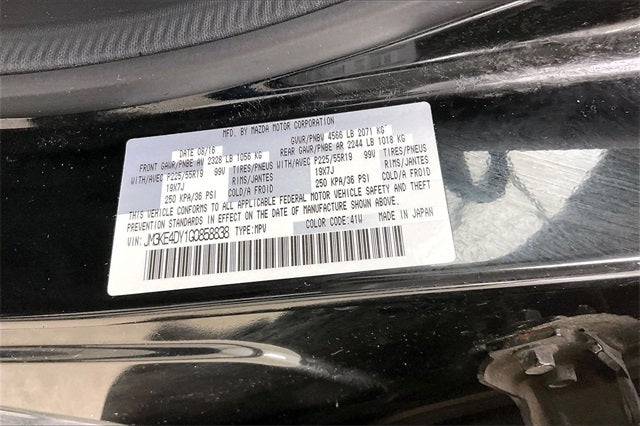 MFD. BY MAZDA MOTOR CORPORATION
DATE 08/16 GVWR/PNBV 4566 LB 2071 KG
FRONT GAWR/PNBE AV 2328 LB 1056 KG REAR GAWR/PNBE AR 2244 LB 1018 KG
WITH/AVEC P225/55R19 99V TIRES/PNEUS WITH/AVEC P225/55R19 99V TIRES/PNEUS
19X7J RIMS/JANTES 19X7J RIMS/JANTES
250 KPA/36 PSI COLD/A FROID 250 KPA/36 PSI COLD/A FROID
THIS VEHICLE CONFORMS TO ALL APPLICABLE FEDERAL MOTOR VEHICLE SAFETY AND THEFT
PREVENTION STANDARDS IN EFFECT ON THE DATE OF MANUFACTURE SHOWN ABOVE.
VIN: JM3KE4DY1G0858838 TYPE:MPV COLOR CODE:41W MADE IN JAPAN